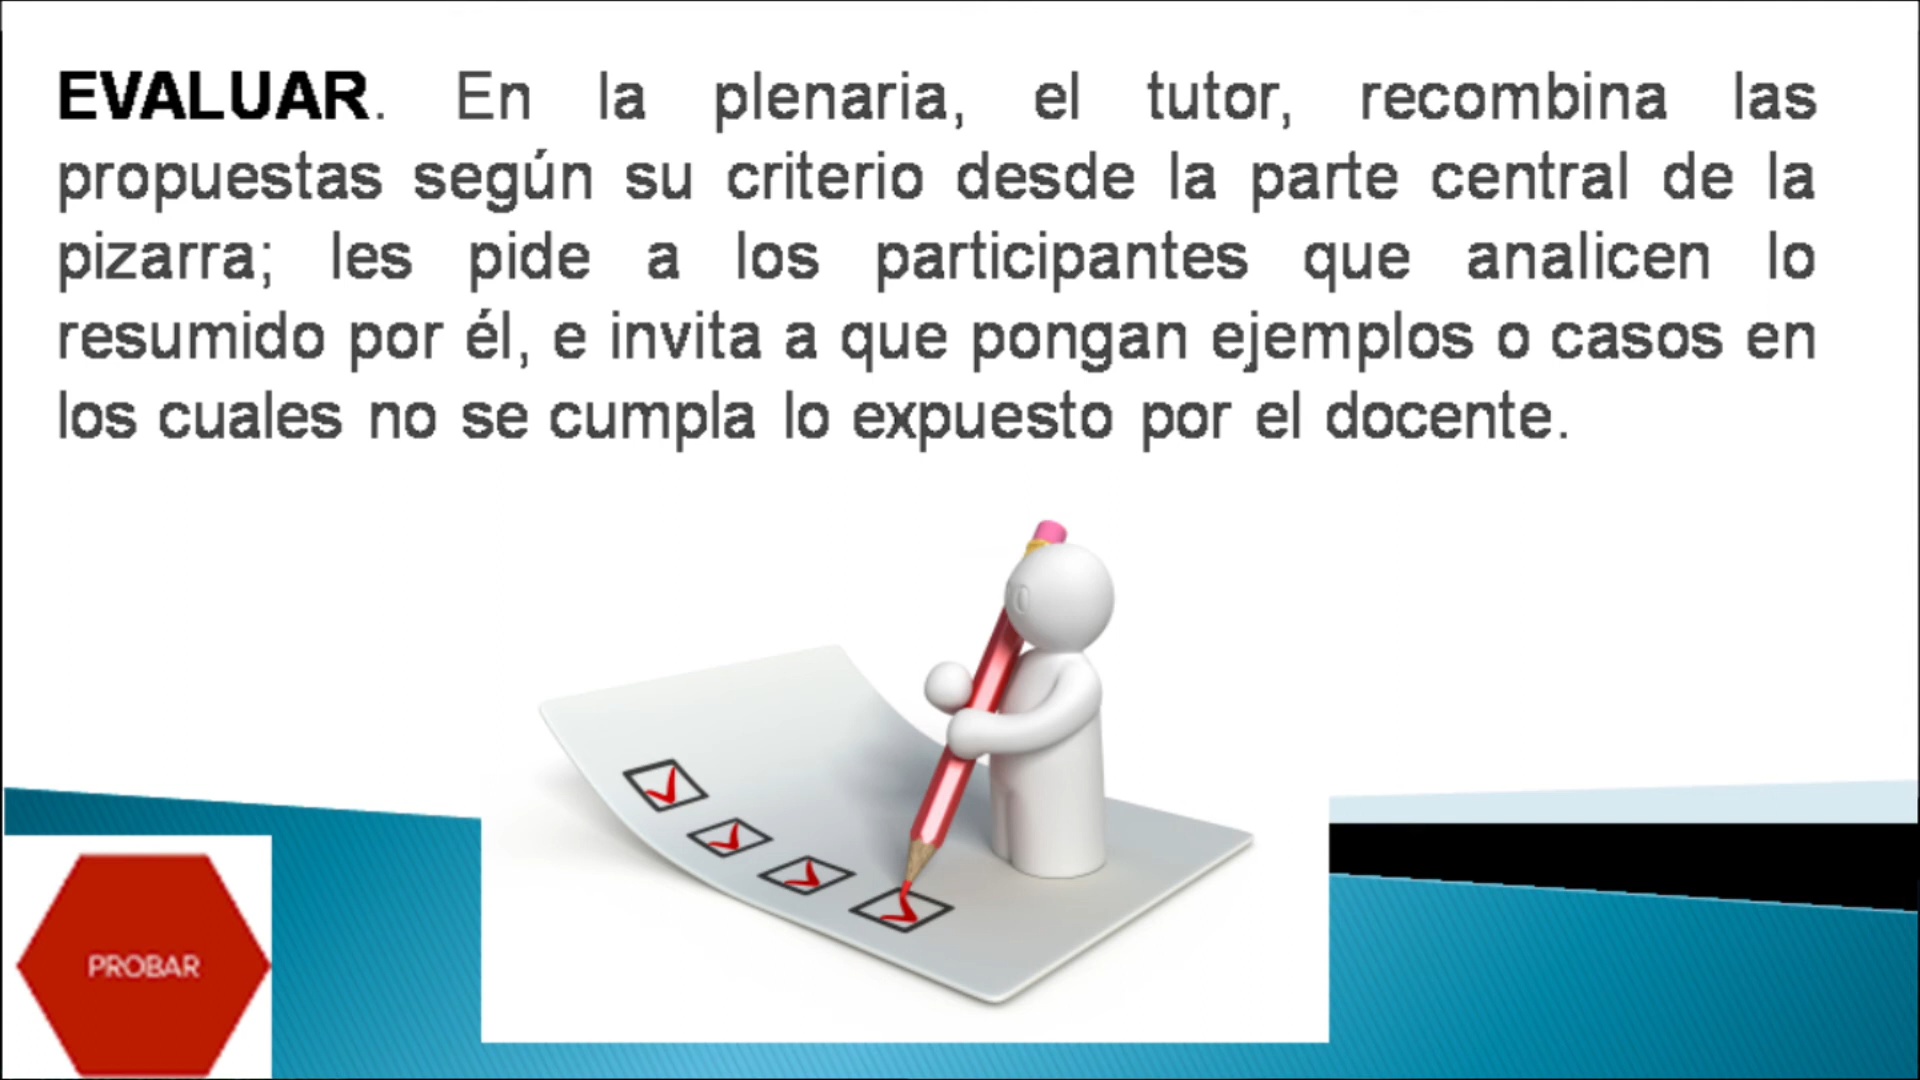 EVALUAR. En la plenaria, el tutor, recombina las
propuestas según su criterio desde la parte central de la
pizarra; les pide a los participantes que analicen lo
resumido por él, e invita a que pongan ejemplos o casos en
los cuales no se cumpla lo expuesto por el docente.
PROBAR